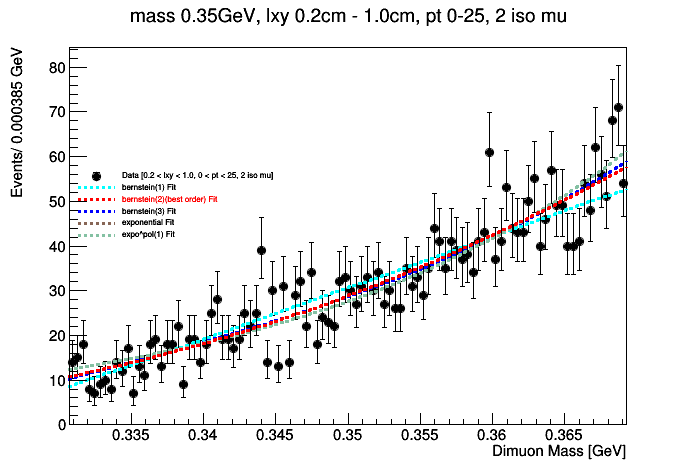 mass 0.35GeV, lxy 0.2cm - 1.0cm, pt 0-25, 2 iso mu
Events/ 0.000385 GeV
80
70
60
50
40
30
20
10
0
Data [0.2 < lxy < 1.0, 0 < pt < 25, 2 iso mu]
bernstein(1) Fit
bernstein(2)(best order) Fit
bernstein(3) Fit
exponential Fit
expo*pol(1) Fit
0.335 0.34 0.345 0.35 0.355 0.36 0.365
Dimuon Mass [GeV]